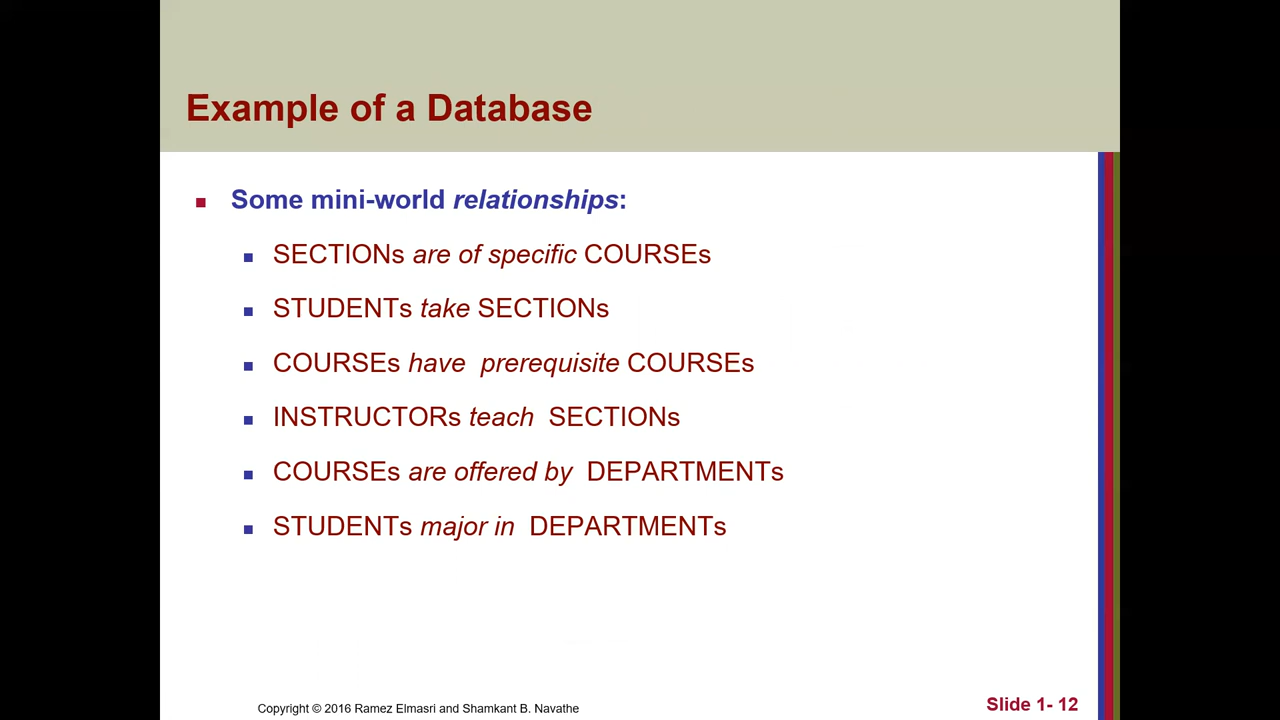 Example of a Database
Some mini-world relationships:
SECTIONs are of specific COURSEs
STUDENTs take SECTIONs
COURSEs have prerequisite COURSEs
INSTRUCTORs teach SECTIONs
COURSEs are offered by DEPARTMENTs
STUDENTs major in DEPARTMENTs
Copyright © 2016 Ramez Elmasri and Shamkant B. Navathe
Slide 1- 12